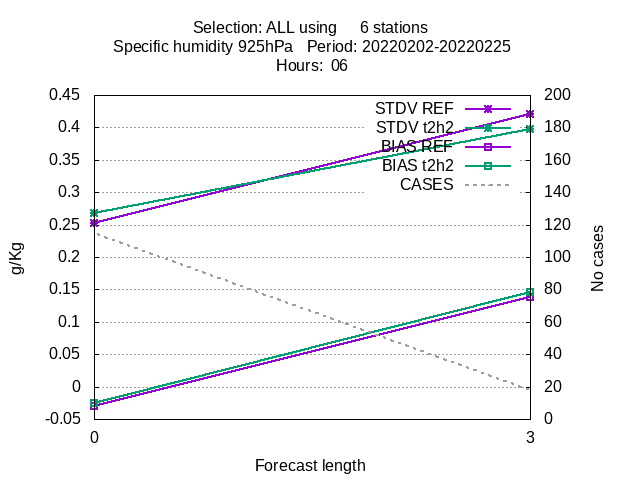 Selection: ALL using 6 stations
Specific humidity 925hPa Period: 20220202-20220225
Hours: 06
0.45
0.4
0.35
0.3
0.25
0.2
0.15
0.1
0.05
0
-0.05
200
180
160
140
120
100
80
60
40
20
0
STDV REF
STDV t2h2
BIAS REF
BIAS t2h2
CASES
g/Kg
No cases
0
3
Forecast length